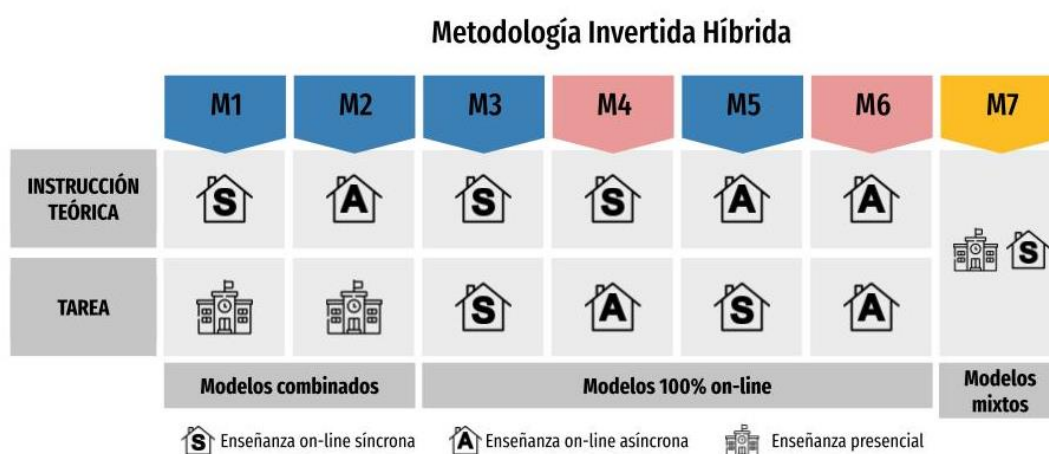 Metodología Invertida Híbrida
M1 M2 M3 M4 M5 M6 M7
INSTRUCCIÓN
TEÓRICA
S A S S A A
S
TAREA
S A S A
Modelos combinados
Modelos 100% on-line
Modelos
mixtos
S Enseñanza on-line síncrona
A Enseñanza on-line asíncrona
Enseñanza presencial